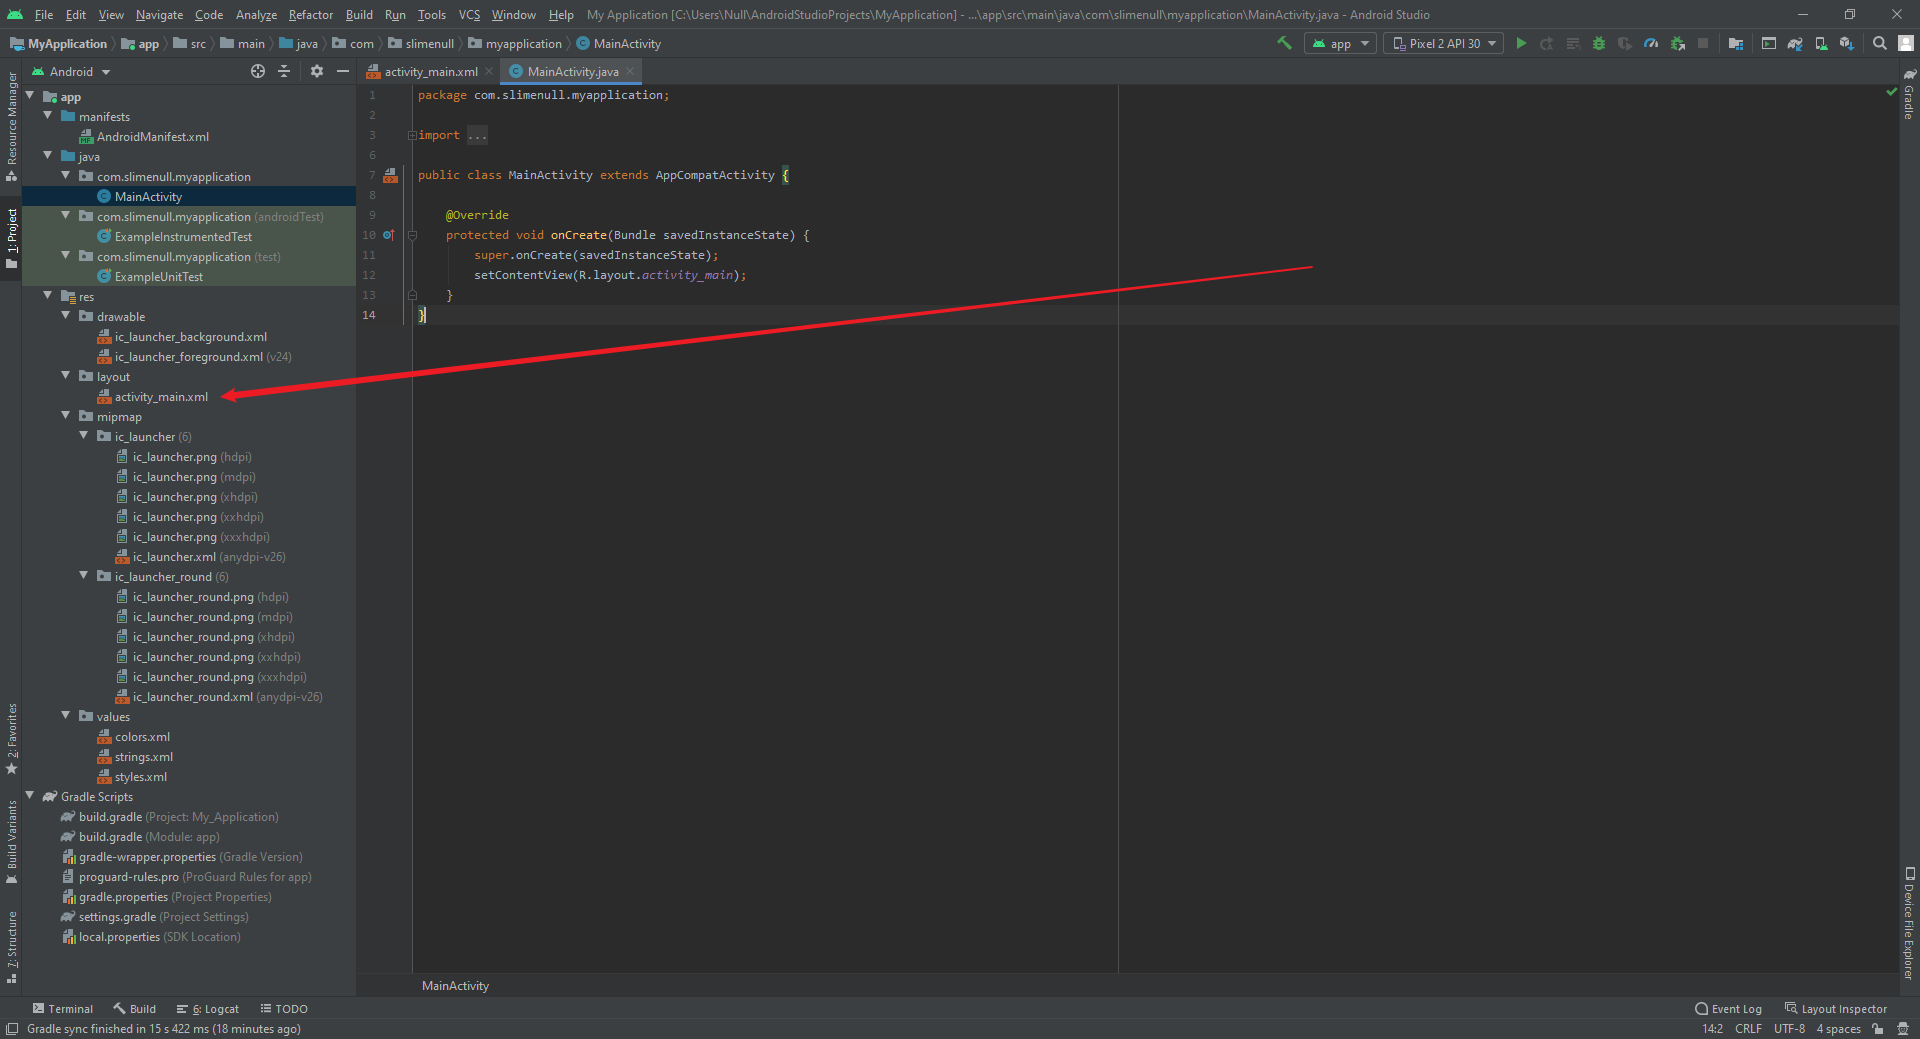 File Edit View Navigate Code Analyze Refactor Build Run Tools VCS Window Help My Application [C:\Users\Null\AndroidStudioProjects\MyApplication] - ...\app\src\main\java\com\slimenull\myapplication\MainActivity.java - Android Studio
MyApplication app src main java com slimenull myapplication MainActivity app Pixel 2 API 30
Android activity_main.xml MainActivity.java
Resource Manager
1: Project
2: Favorites
Build Variants
7: Structure
app
manifests
AndroidManifest.xml
java
com.slimenull.myapplication
MainActivity
com.slimenull.myapplication (androidTest)
ExampleInstrumentedTest
com.slimenull.myapplication (test)
ExampleUnitTest
res
drawable
ic_launcher_background.xml
ic_launcher_foreground.xml (v24)
layout
activity_main.xml
mipmap
ic_launcher (6)
ic_launcher.png (hdpi)
ic_launcher.png (mdpi)
ic_launcher.png (xhdpi)
ic_launcher.png (xxhdpi)
ic_launcher.png (xxxhdpi)
ic_launcher.xml (anydpi-v26)
ic_launcher_round (6)
ic_launcher_round.png (hdpi)
ic_launcher_round.png (mdpi)
ic_launcher_round.png (xhdpi)
ic_launcher_round.png (xxhdpi)
ic_launcher_round.png (xxxhdpi)
ic_launcher_round.xml (anydpi-v26)
values
colors.xml
strings.xml
styles.xml
Gradle Scripts
build.gradle (Project: My_Application)
build.gradle (Module: app)
gradle-wrapper.properties (Gradle Version)
proguard-rules.pro (ProGuard Rules for app)
gradle.properties (Project Properties)
settings.gradle (Project Settings)
local.properties (SDK Location)
1 package com.slimenull.myapplication;
2
3 import ...
6
7 public class MainActivity extends AppCompatActivity {
8
9 @Override
10 protected void onCreate(Bundle savedInstanceState) {
11 super.onCreate(savedInstanceState);
12 setContentView(R.layout.activity_main);
13 }
14 }
MainActivity
Gradle
Device File Explorer
Terminal Build 6: Logcat TODO Event Log Layout Inspector
Gradle sync finished in 15 s 422 ms (18 minutes ago) 14:2 CRLF UTF-8 4 spaces